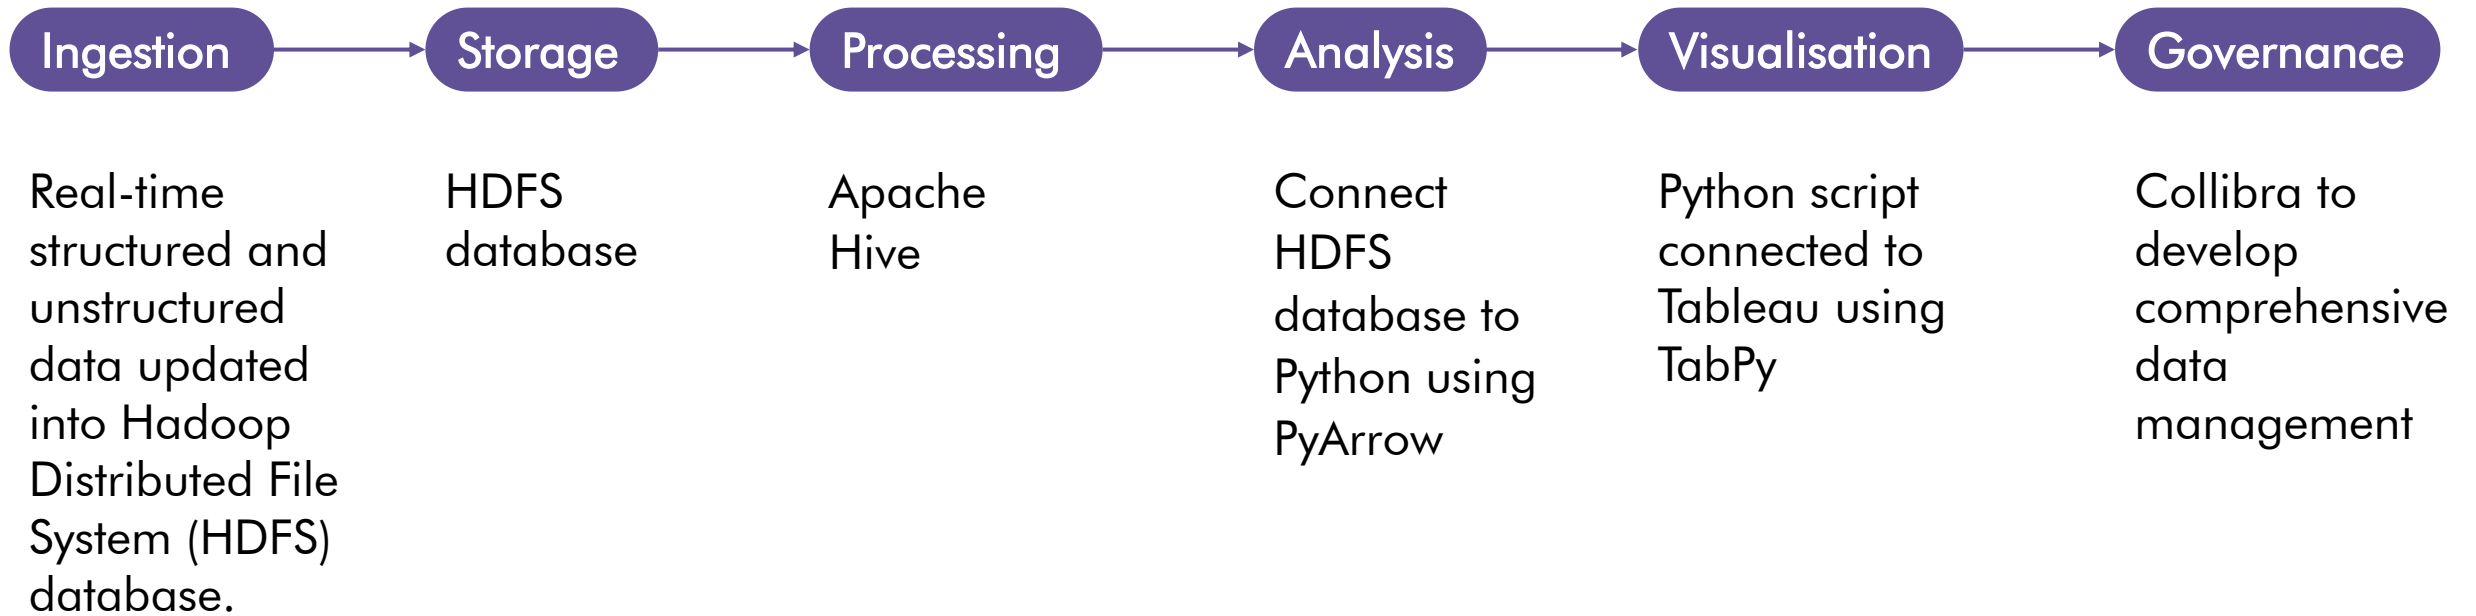 Ingestion
Storage
Processing
Analysis
Visualisation
Governance
Real-time
structured and
unstructured
data updated
into Hadoop
Distributed File
System (HDFS)
database.
HDFS
database
Apache
Hive
Connect
HDFS
database to
Python using
PyArrow
Python script
connected to
Tableau using
TabPy
Collibra to
develop
comprehensive
data
management